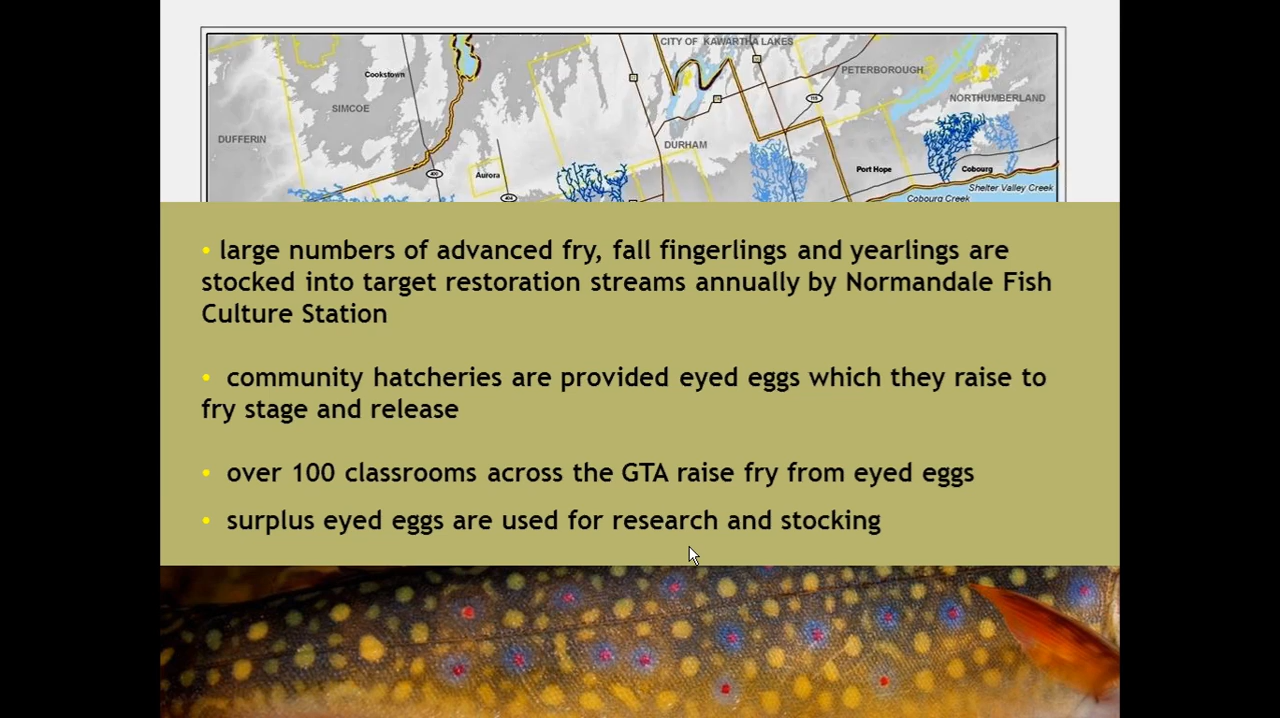 CITY OF KAWARTHA LAKES
Cookstown
PETERBOROUGH
SIMCOE
NORTHUMBERLAND
115
DUFFERIN
DURHAM
Port Hope
Cobourg
400
Aurora
Shelter Valley Creek
404
Cobourg Creek
• large numbers of advanced fry, fall fingerlings and yearlings are
stocked into target restoration streams annually by Normandale Fish
Culture Station
• community hatcheries are provided eyed eggs which they raise to
fry stage and release
• over 100 classrooms across the GTA raise fry from eyed eggs
• surplus eyed eggs are used for research and stocking